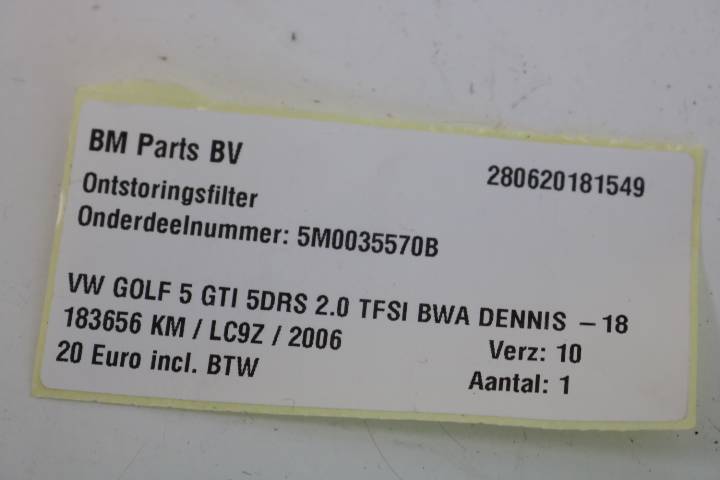 BM Parts BV
280620181549
Ontstoringsfilter
Onderdeelnummer: 5M0035570B
VW GOLF 5 GTI 5DRS 2.0 TFSI BWA DENNIS - 18
183656 KM / LC9Z / 2006
Verz: 10
20 Euro incl. BTW
Aantal: 1